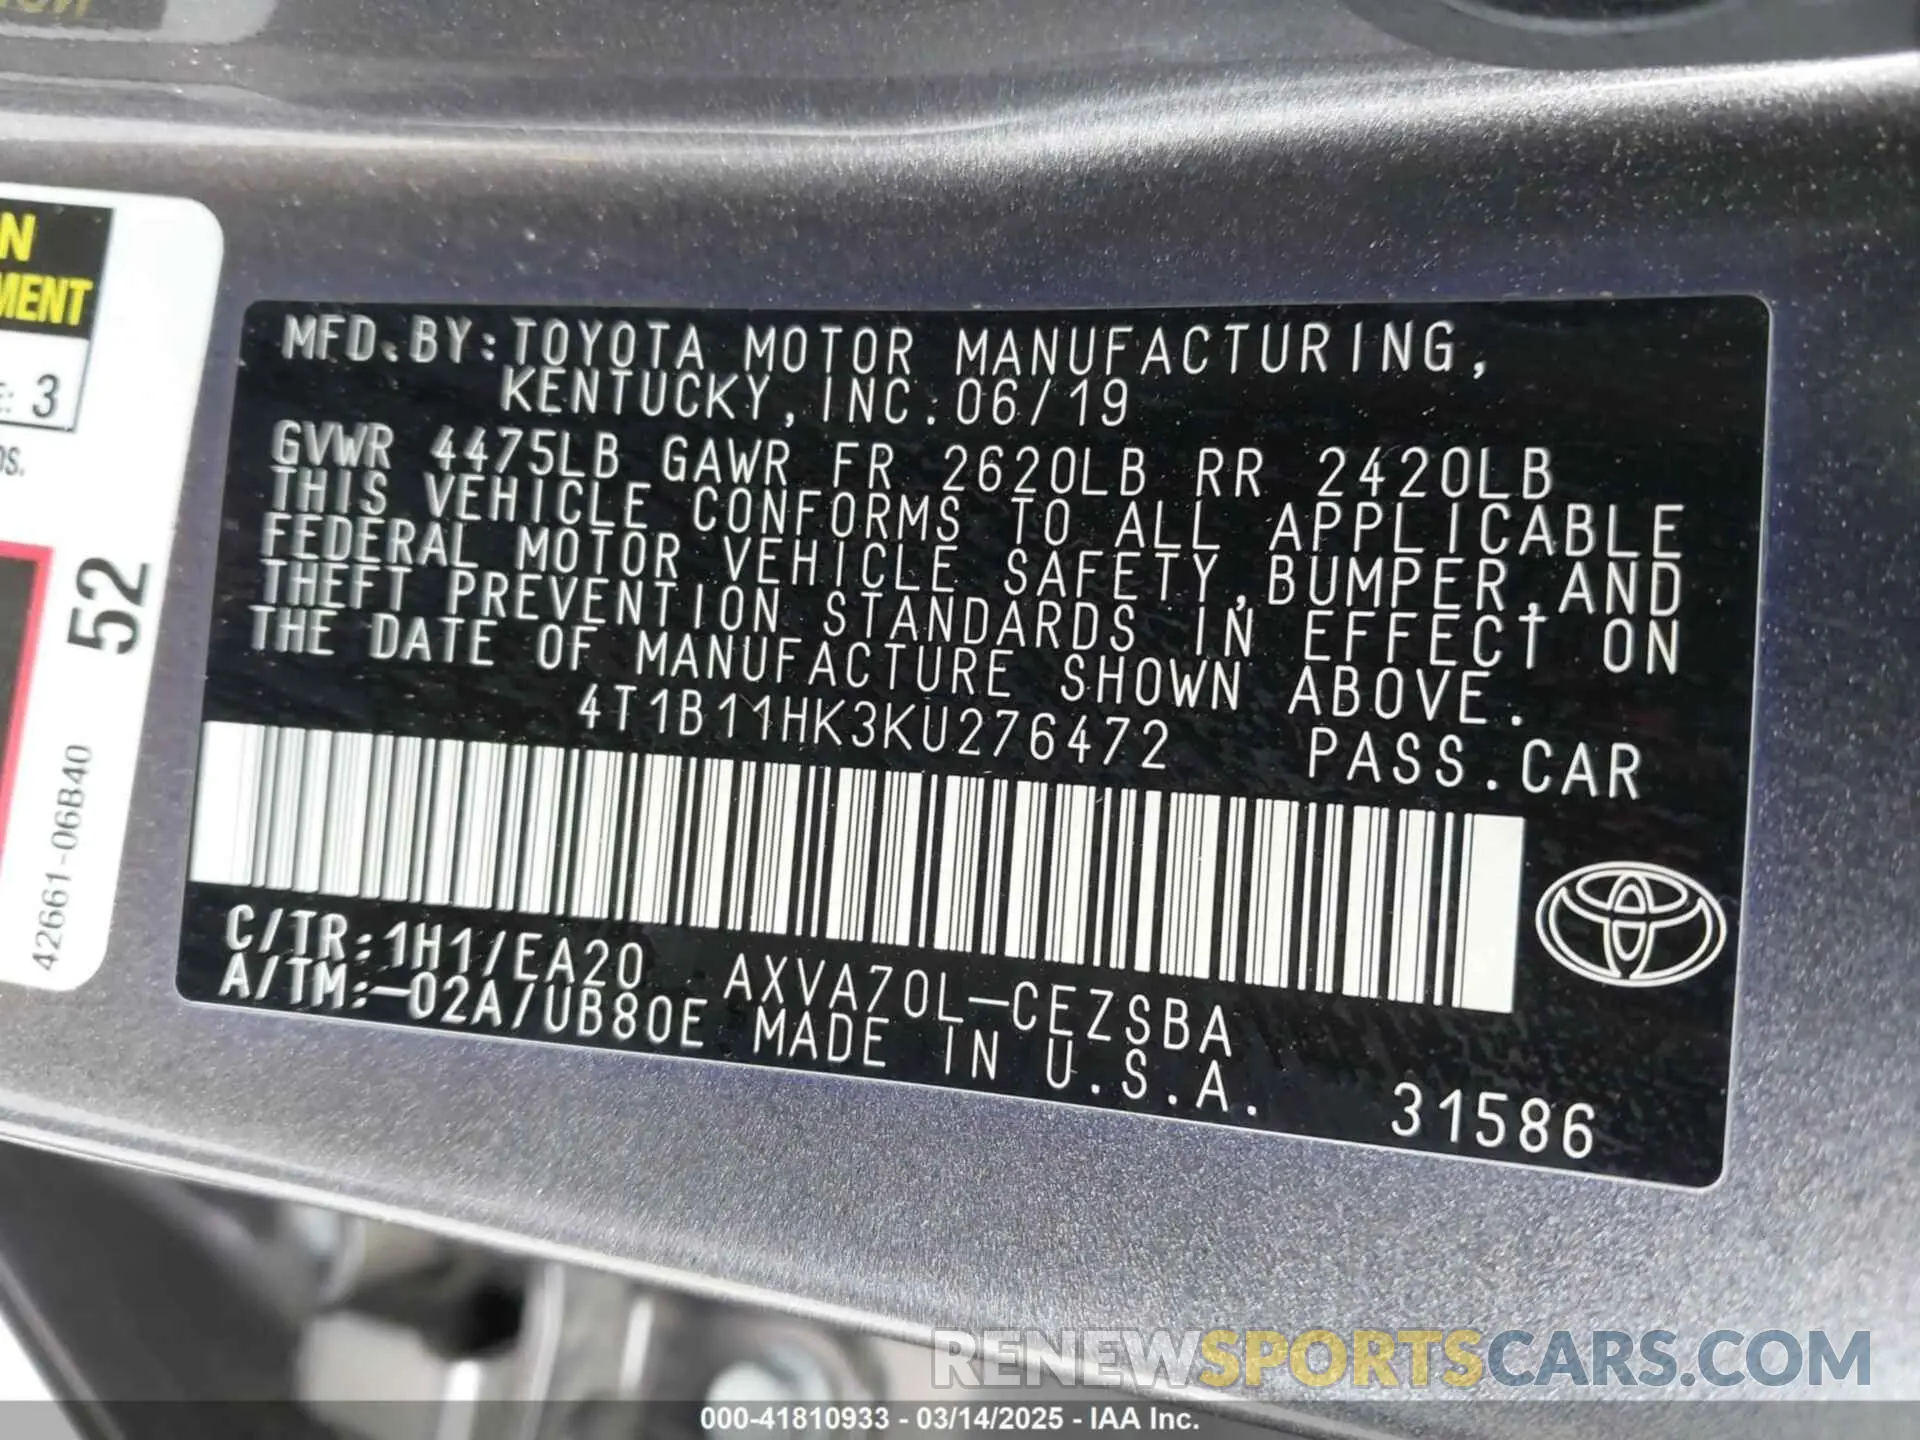 N
MENT
: 3
OS.
52
42661-06B40
MFD.BY:TOYOTA MOTOR MANUFACTURING,
KENTUCKY, INC.06/19
GVWR 4475LB GAWR FR 2620LB RR 2420LB
THIS VEHICLE CONFORMS TO ALL APPLICABLE
FEDERAL MOTOR VEHICLE SAFETY,BUMPER,AND
THEFT PREVENTION STANDARDS IN EFFECT ON
THE DATE OF MANUFACTURE SHOWN ABOVE.
4T1B11HK3KU276472 PASS.CAR
C/TR:1H1/EA20 AXVA70L-CEZSBA
A/TM:-02A/UB80E MADE IN U.S.A.
31586
RENEWSPORTSCARS.COM
000-41810933 - 03/14/2025 - IAA Inc.